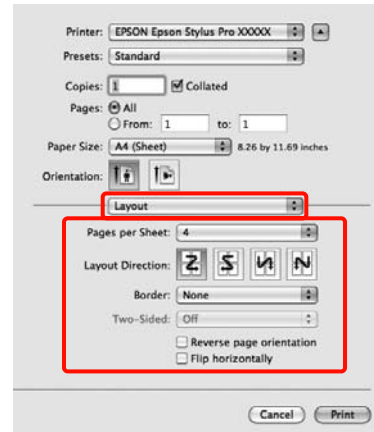 Printer: EPSON Epson Stylus Pro XXXXX
Presets: Standard
Copies: 1 Collated
Pages: All
From: 1 to: 1
Paper Size: A4 (Sheet) 8.26 by 11.69 inches
Orientation:
Layout
Pages per Sheet: 4
Layout Direction:
Border: None
Two-Sided: Off
Reverse page orientation
Flip horizontally
Cancel Print